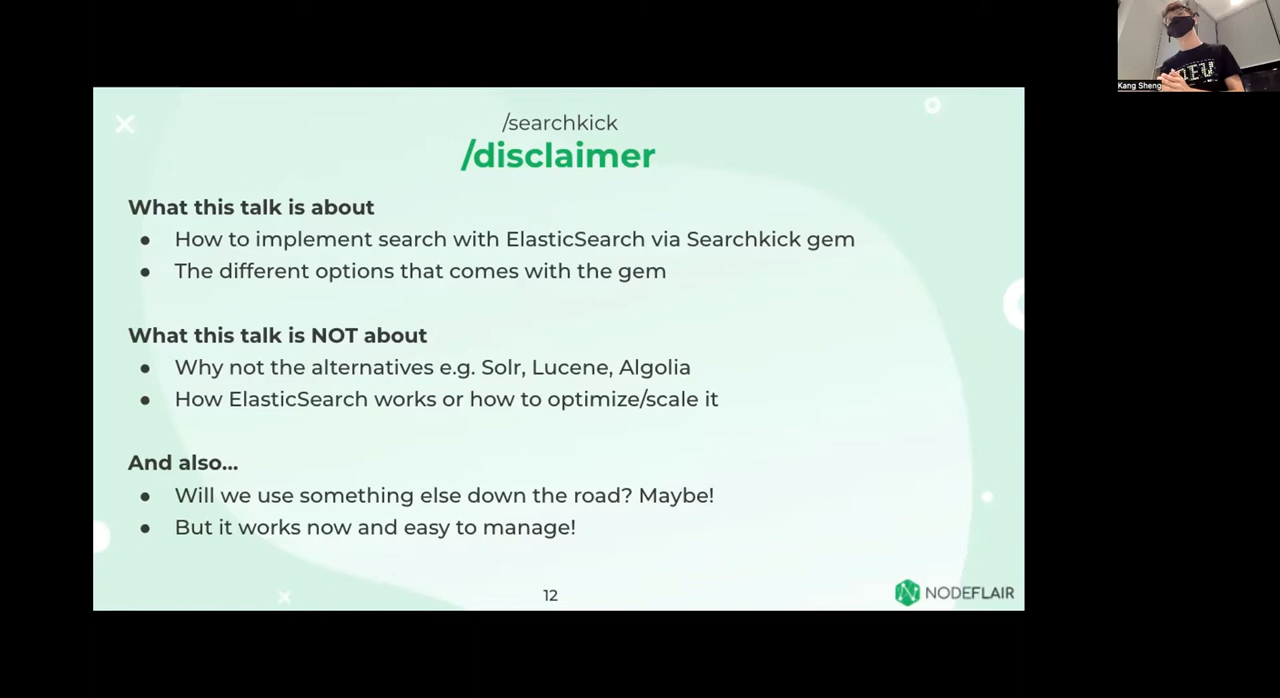 /searchkick
/disclaimer
What this talk is about
● How to implement search with ElasticSearch via Searchkick gem
● The different options that comes with the gem
What this talk is NOT about
● Why not the alternatives e.g. Solr, Lucene, Algolia
● How ElasticSearch works or how to optimize/scale it
And also...
● Will we use something else down the road? Maybe!
● But it works now and easy to manage!
12
NODEFLAIR
Kang Sheng